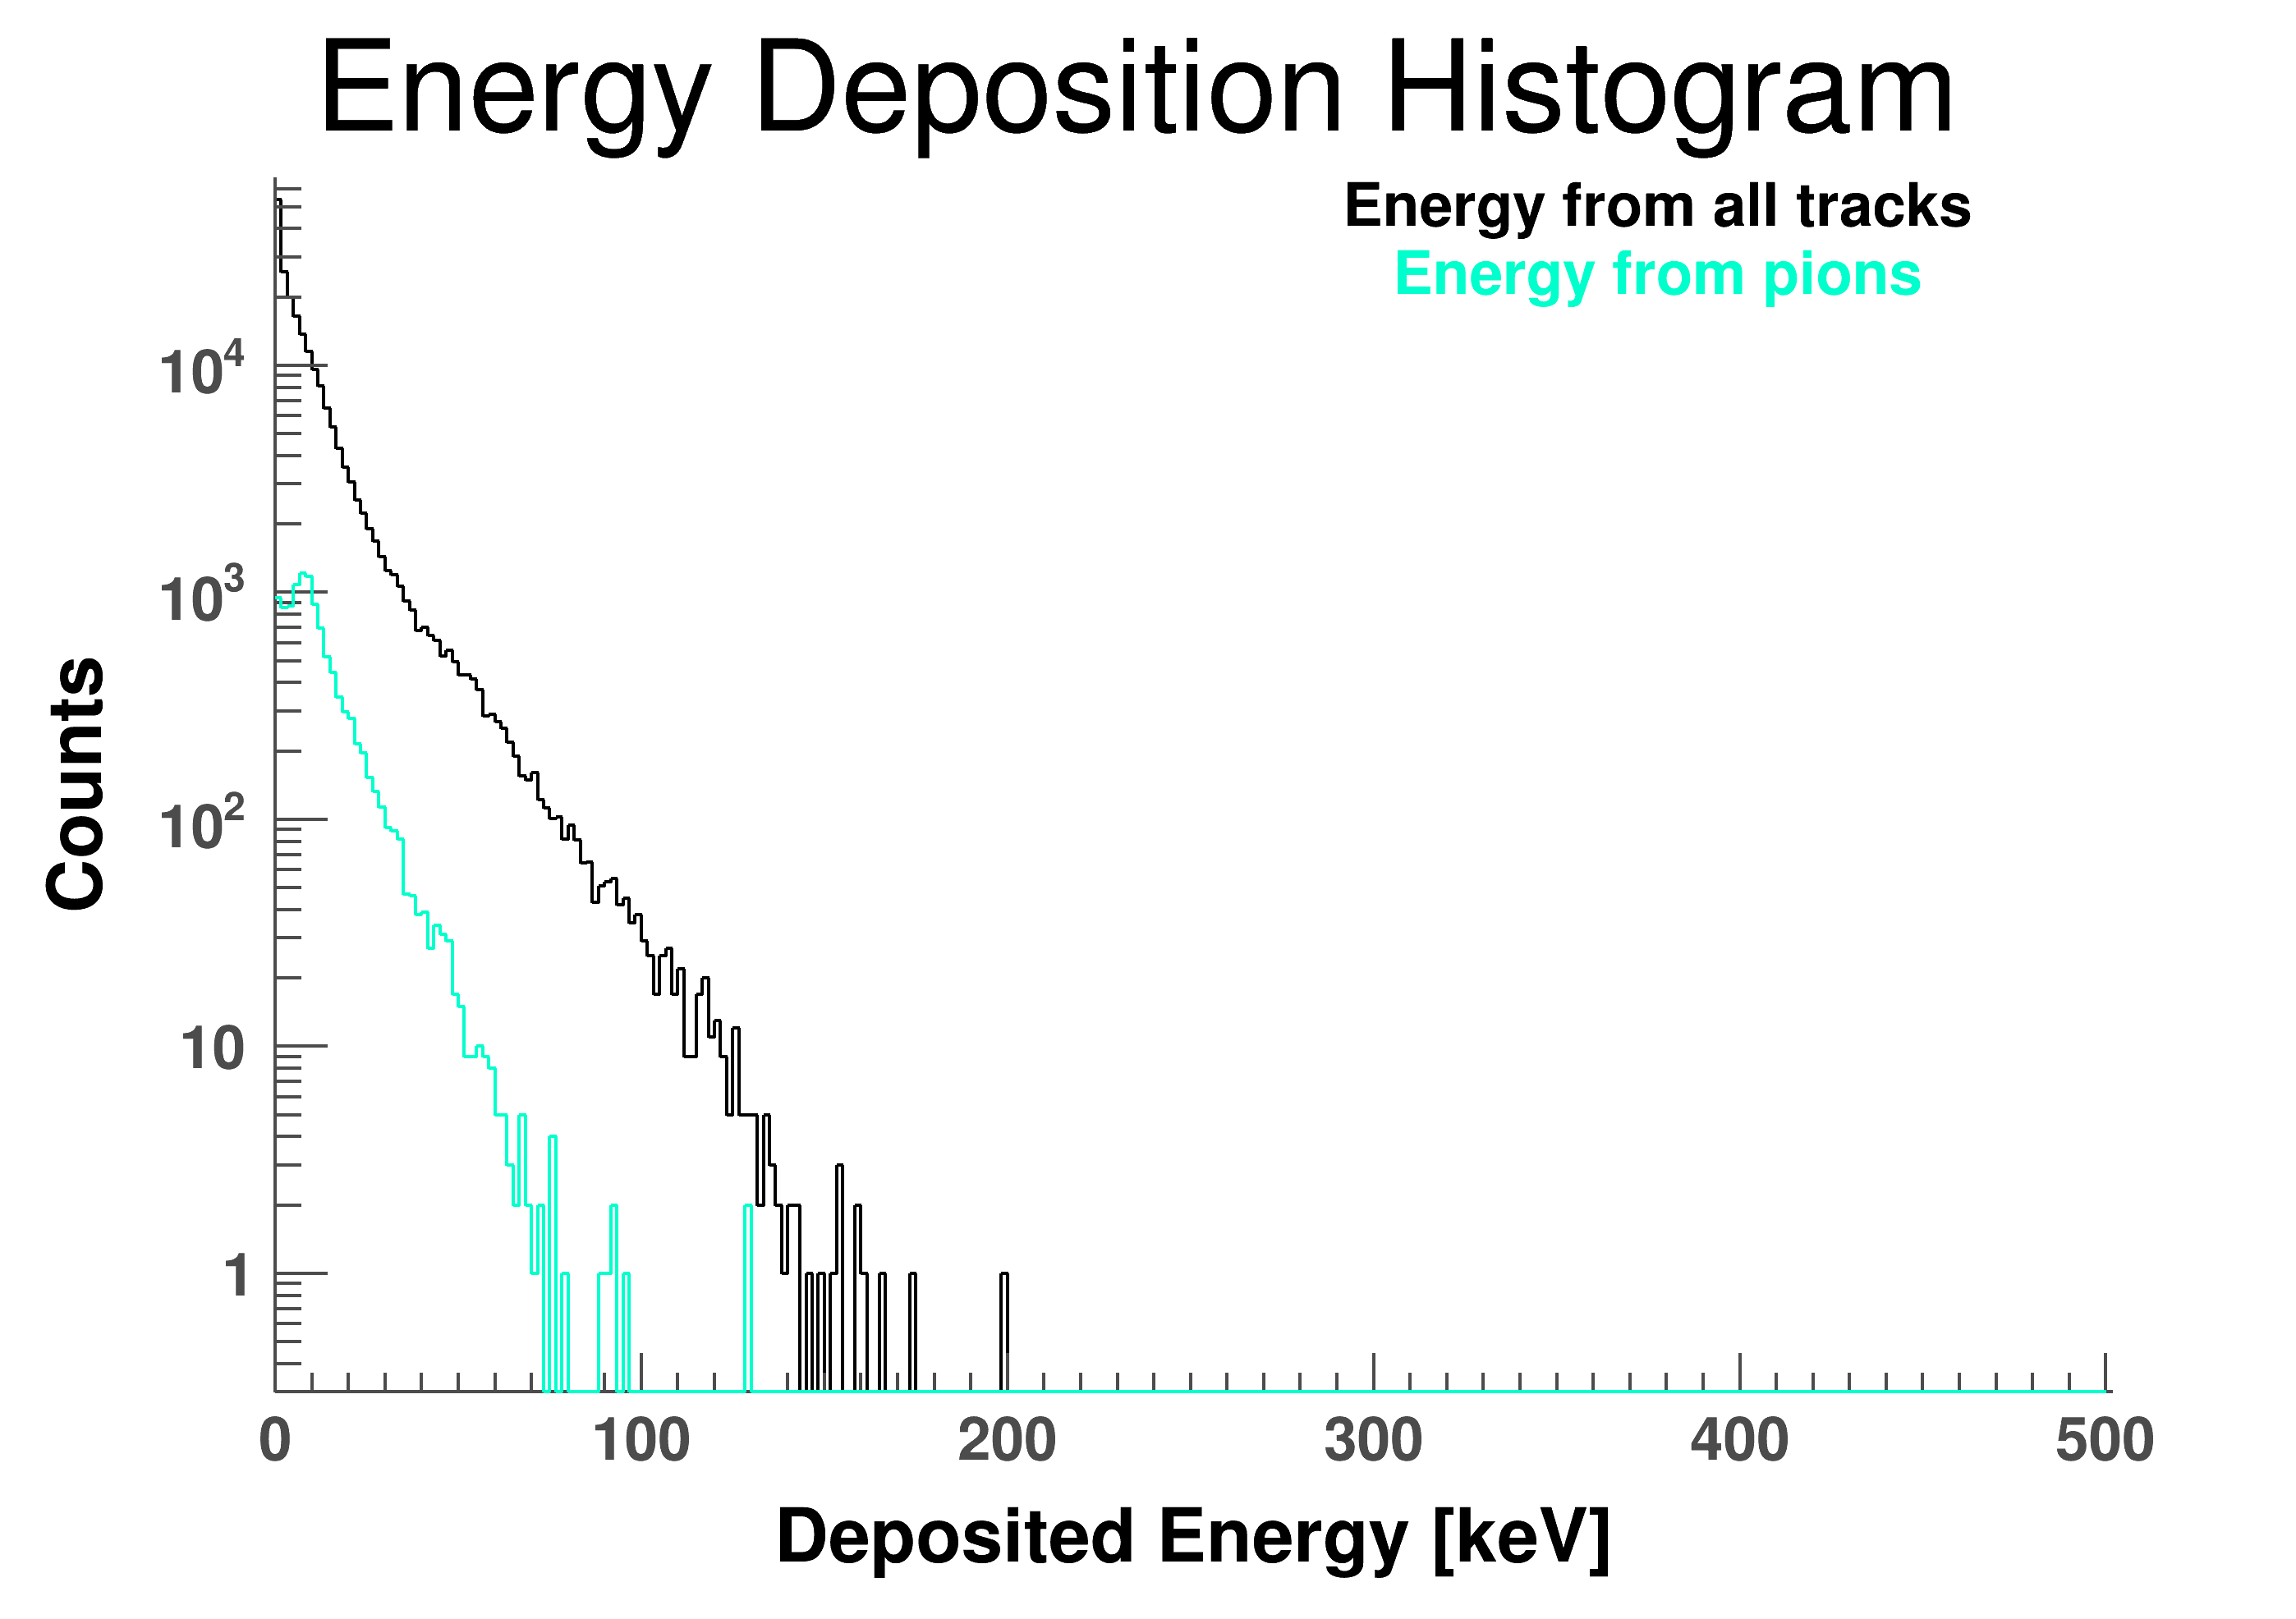 Energy Deposition Histogram
Energy from all tracks
Energy from pions
10⁴
10³
10²
10
1
Counts
0 100 200 300 400 500
Deposited Energy [keV]